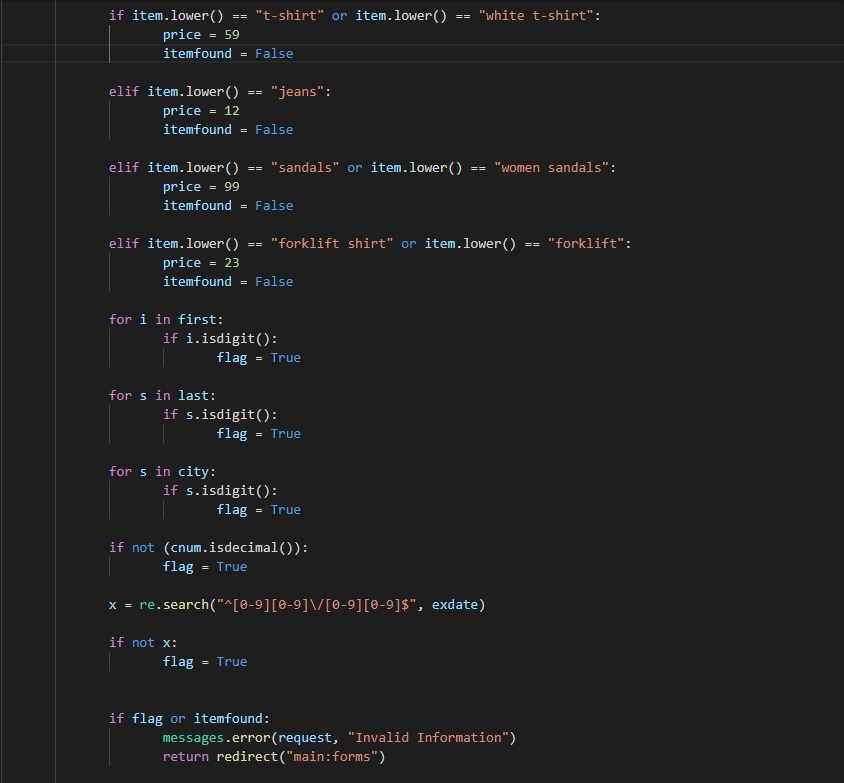 if item.lower() == "t-shirt" or item.lower() == "white t-shirt":
price = 59
itemfound = False
elif item.lower() == "jeans":
price = 12
itemfound = False
elif item.lower() == "sandals" or item.lower() == "women sandals":
price = 99
itemfound = False
elif item.lower() == "forklift shirt" or item.lower() == "forklift":
price = 23
itemfound = False
for i in first:
if i.isdigit():
flag = True
for s in last:
if s.isdigit():
flag = True
for s in city:
if s.isdigit():
flag = True
if not (cnum.isdecimal()):
flag = True
x = re.search("^[0-9][0-9]\/[0-9][0-9]$", exdate)
if not x:
flag = True
if flag or itemfound:
messages.error(request, "Invalid Information")
return redirect("main:forms")